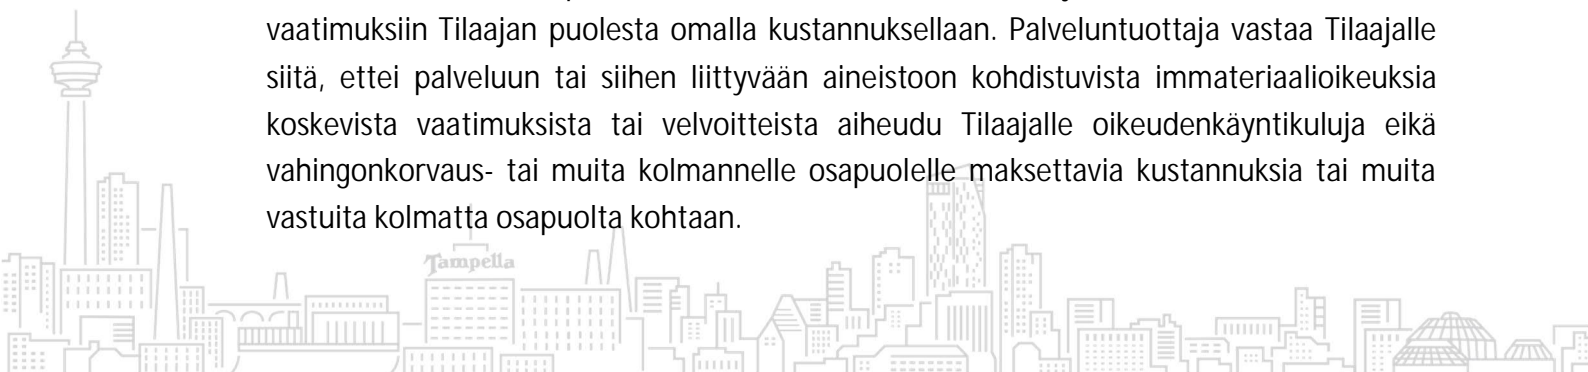 vaatimuksiin Tilaajan puolesta omalla kustannuksellaan. Palveluntuottaja vastaa Tilaajalle
siitä, ettei palveluun tai siihen liittyvään aineistoon kohdistuvista immateriaalioikeuksia
koskevista vaatimuksista tai velvoitteista aiheudu Tilaajalle oikeudenkäyntikuluja eikä
vahingonkorvaus- tai muita kolmannelle osapuolelle maksettavia kustannuksia tai muita
vastuita kolmatta osapuolta kohtaan.
Tampella